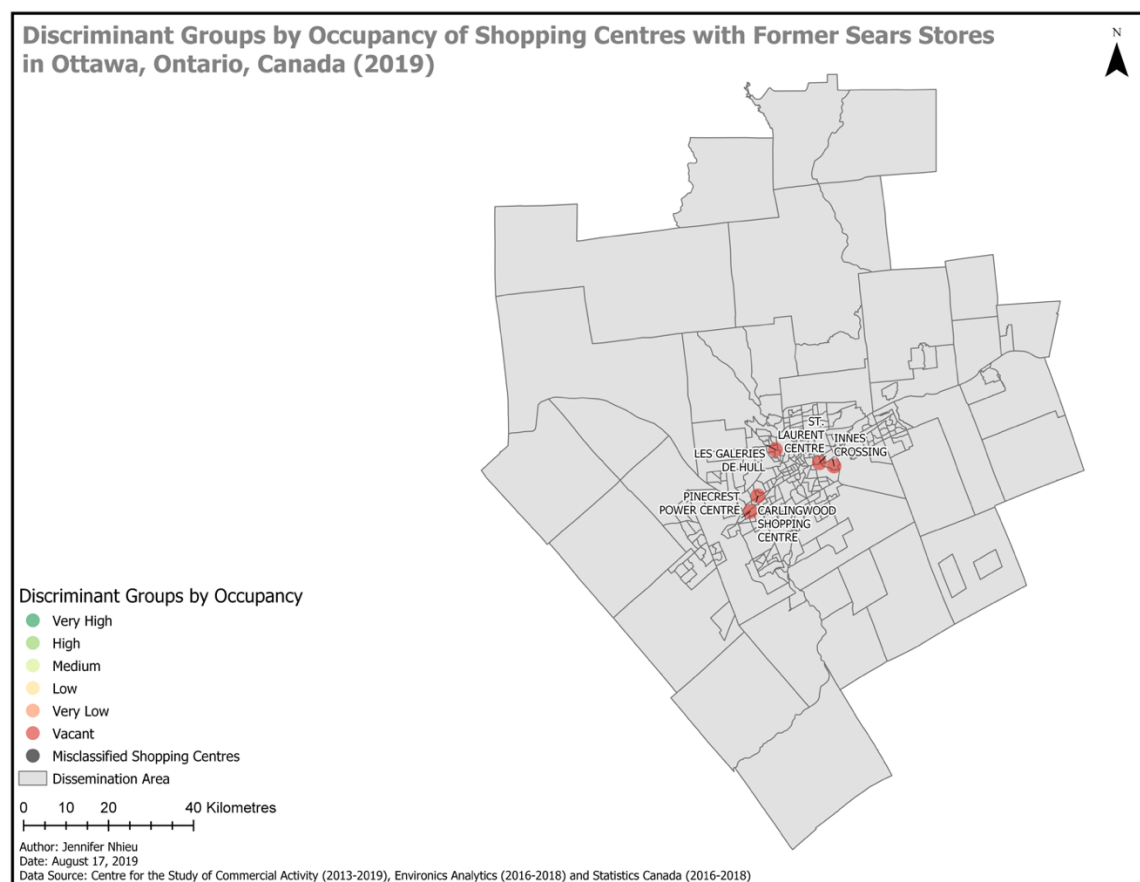 Discriminant Groups by Occupancy of Shopping Centres with Former Sears Stores
in Ottawa, Ontario, Canada (2019)
N
ST.
LAURENT
CENTRE
INNES
CROSSING
LES GALERIES
DE HULL
PINECREST
POWER CENTRE
CARLINGWOOD
SHOPPING
CENTRE
Discriminant Groups by Occupancy
Very High
High
Medium
Low
Very Low
Vacant
Misclassified Shopping Centres
Dissemination Area
0 10 20 40 Kilometres
Author: Jennifer Nhieu
Date: August 17, 2019
Data Source: Centre for the Study of Commercial Activity (2013-2019), Environics Analytics (2016-2018) and Statistics Canada (2016-2018)